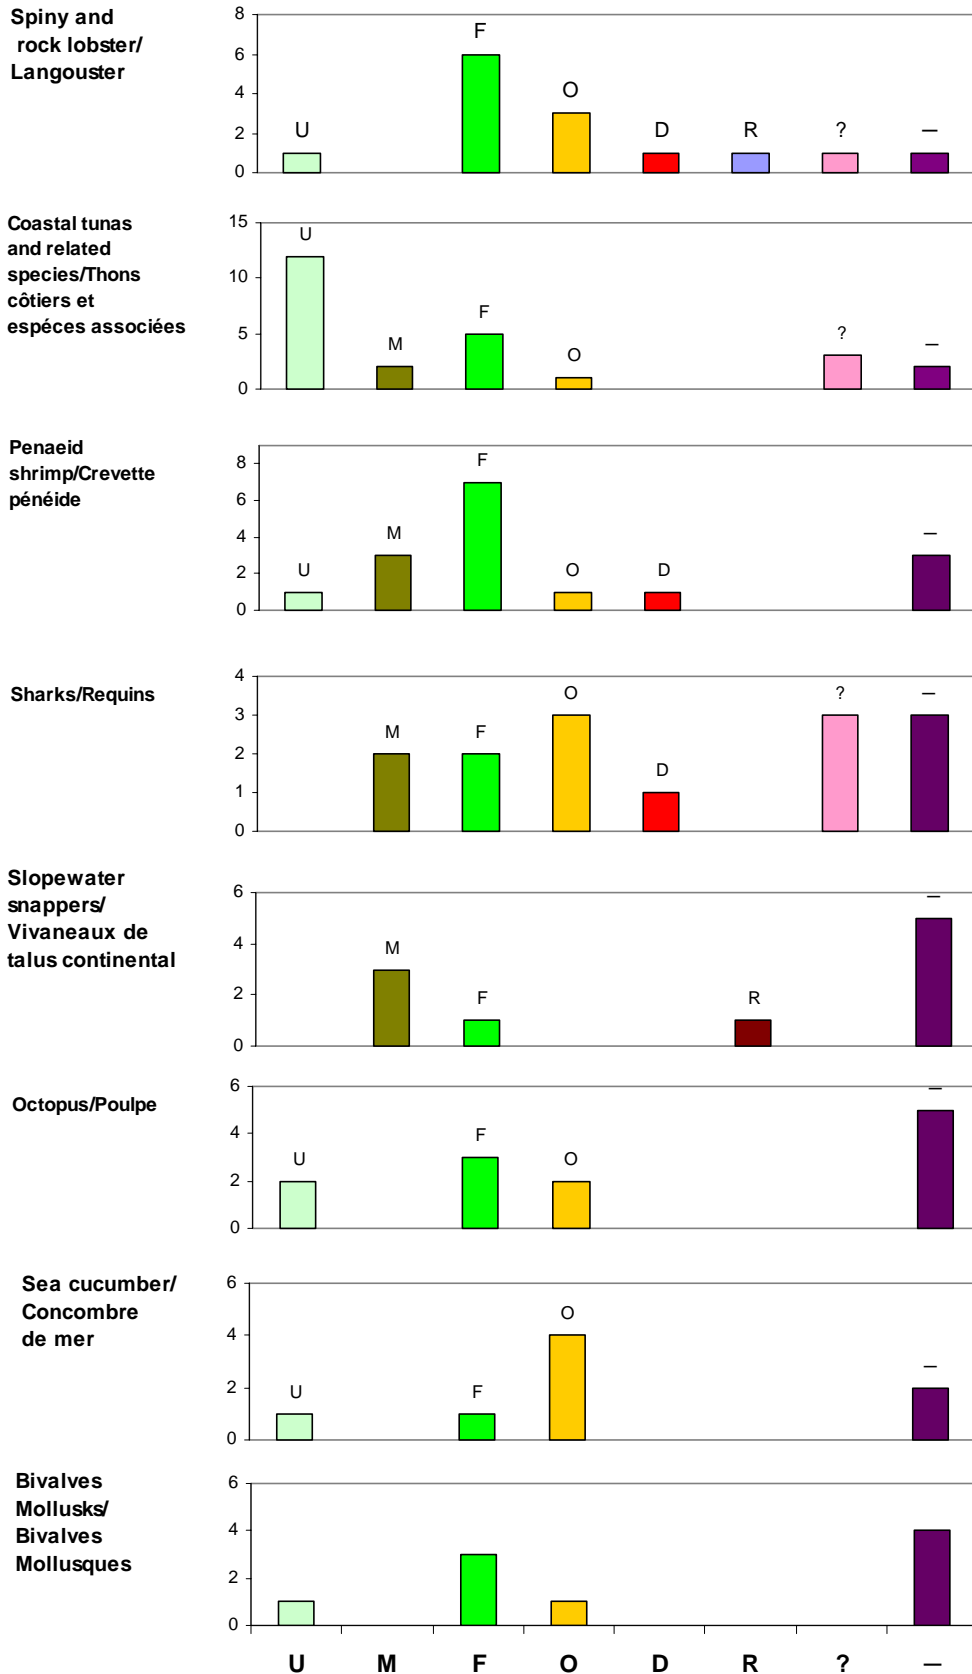 Spiny and
rock lobster/
Langouster
8
6
4
2
0
U
F
O
D
R
?
—
Coastal tunas
and related
species/Thons
côtiers et
espéces associées
15
10
5
0
U
M
F
O
?
—
Penaeid
shrimp/Crevette
pénéide
8
6
4
2
0
U
M
F
O
D
—
Sharks/Requins
4
3
2
1
0
M
F
O
D
?
—
Slopewater
snappers/
Vivaneaux de
talus continental
6
4
2
0
M
F
R
—
Octopus/Poulpe
6
4
2
0
U
F
O
—
Sea cucumber/
Concombre
de mer
6
4
2
0
U
F
O
—
Bivalves
Mollusks/
Bivalves
Mollusques
6
4
2
0
U M F O D R ? —